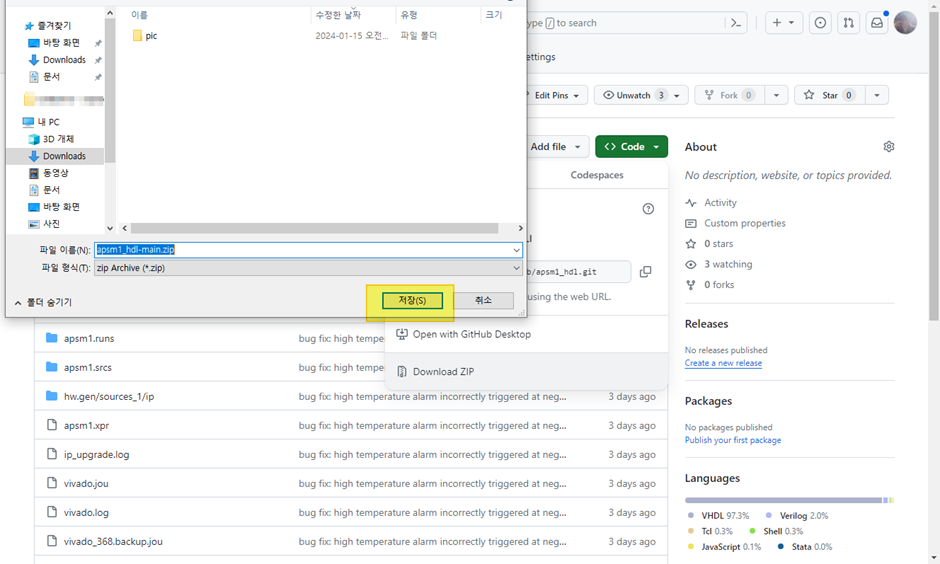 이름 수정한 날짜 유형 크기
pic 2024-01-15 오전... 파일 폴더
즐겨찾기
바탕 화면
Downloads
문서
내 PC
3D 개체
Downloads
동영상
문서
바탕 화면
사진
파일 이름(N): apsm1_hdl-main.zip
파일 형식(T): zip Archive (*.zip)
폴더 숨기기
저장(S) 취소
ype / to search
ettings
Edit Pins Unwatch 3 Fork 0 Star 0
Add file Code
Codespaces
LI
b/apsm1_hdl.git
using the web URL.
Open with GitHub Desktop
Download ZIP
apsm1.runs bug fix: high temper
apsm1.srcs bug fix: high temper
hw.gen/sources_1/ip bug fix: high temperature alarm incorrectly triggered at neg... 3 days ago
apsm1.xpr bug fix: high temperature alarm incorrectly triggered at neg... 3 days ago
ip_upgrade.log bug fix: high temperature alarm incorrectly triggered at neg... 3 days ago
vivado.jou bug fix: high temperature alarm incorrectly triggered at neg... 3 days ago
vivado.log bug fix: high temperature alarm incorrectly triggered at neg... 3 days ago
vivado_368.backup.jou bug fix: high temperature alarm incorrectly triggered at neg... 3 days ago
About
No description, website, or topics provided.
Activity
Custom properties
0 stars
3 watching
0 forks
Releases
No releases published
Create a new release
Packages
No packages published
Publish your first package
Languages
VHDL 97.3% Verilog 2.0%
Tcl 0.3% Shell 0.3%
JavaScript 0.1% Stata 0.0%